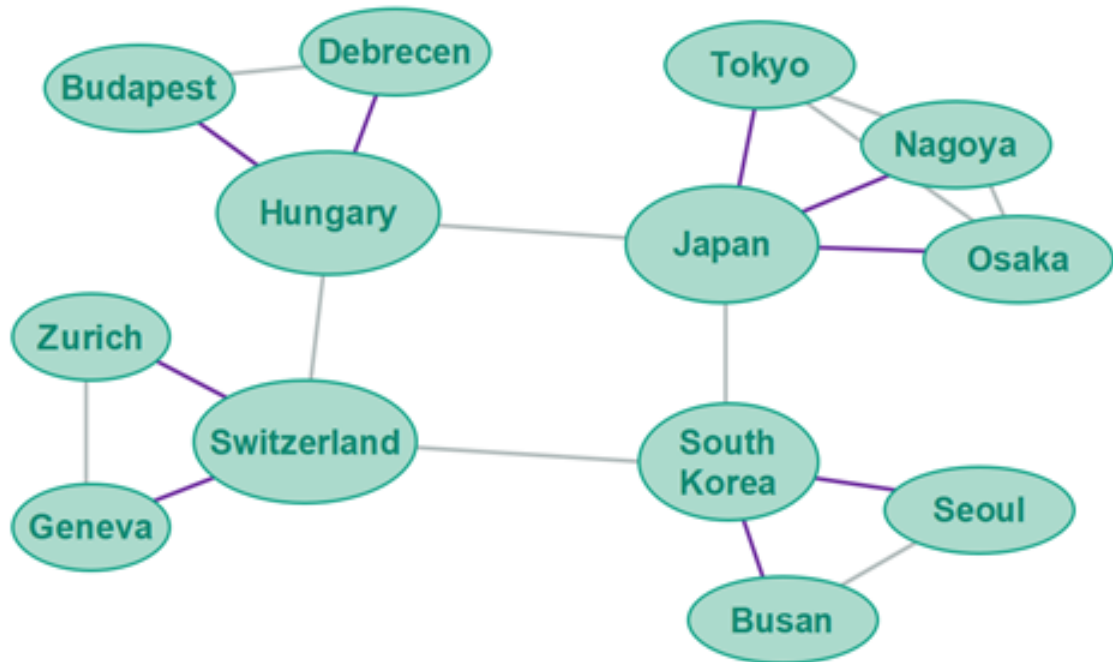 Debrecen
Budapest
Hungary
Tokyo
Nagoya
Japan
Osaka
Zurich
Switzerland
Geneva
South
Korea
Seoul
Busan